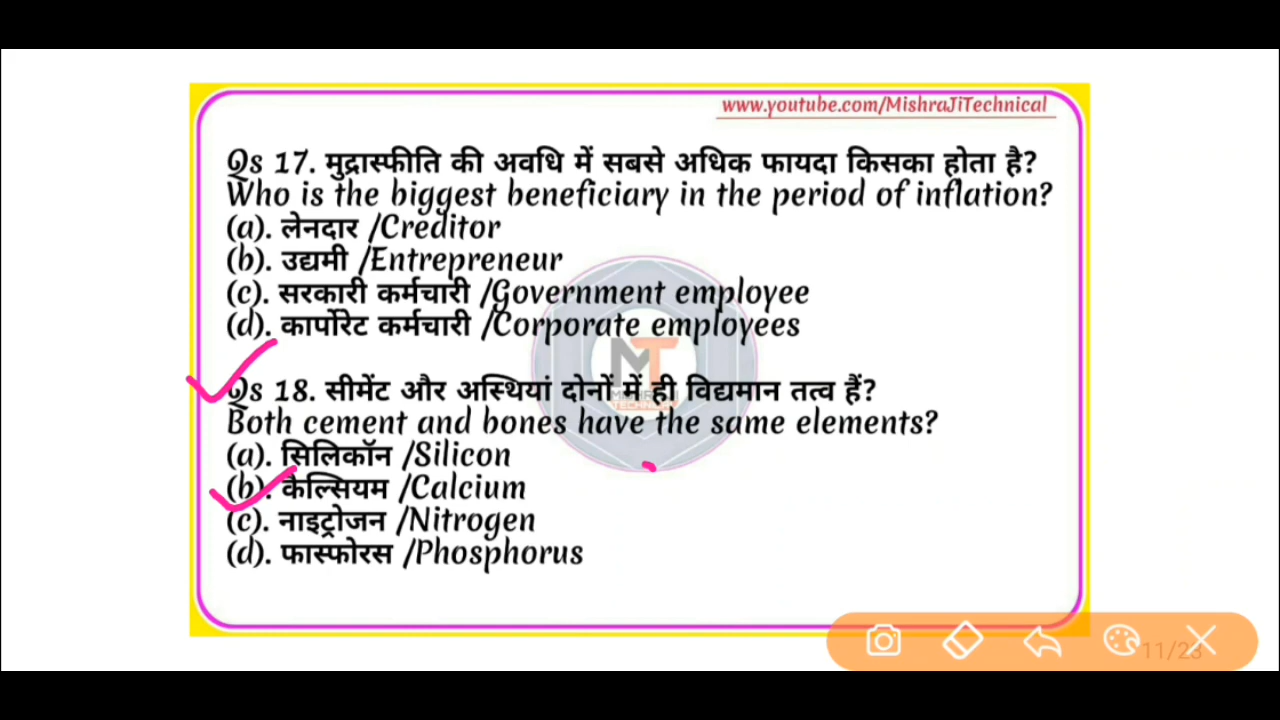 www.youtube.com/MishraJiTechnical
Qs 17. मुद्रास्फीति की अवधि में सबसे अधिक फायदा किसका होता है?
Who is the biggest beneficiary in the period of inflation?
(a). लेनदार /Creditor
(b). उद्यमी /Entrepreneur
(c). सरकारी कर्मचारी /Government employee
(d). कार्पोरेट कर्मचारी /Corporate employees
Qs 18. सीमेंट और अस्थियां दोनों में ही विद्यमान तत्व हैं?
Both cement and bones have the same elements?
(a). सिलिकॉन /Silicon
(b). कैल्सियम /Calcium
(c). नाइट्रोजन /Nitrogen
(d). फास्फोरस /Phosphorus
MT
11/23